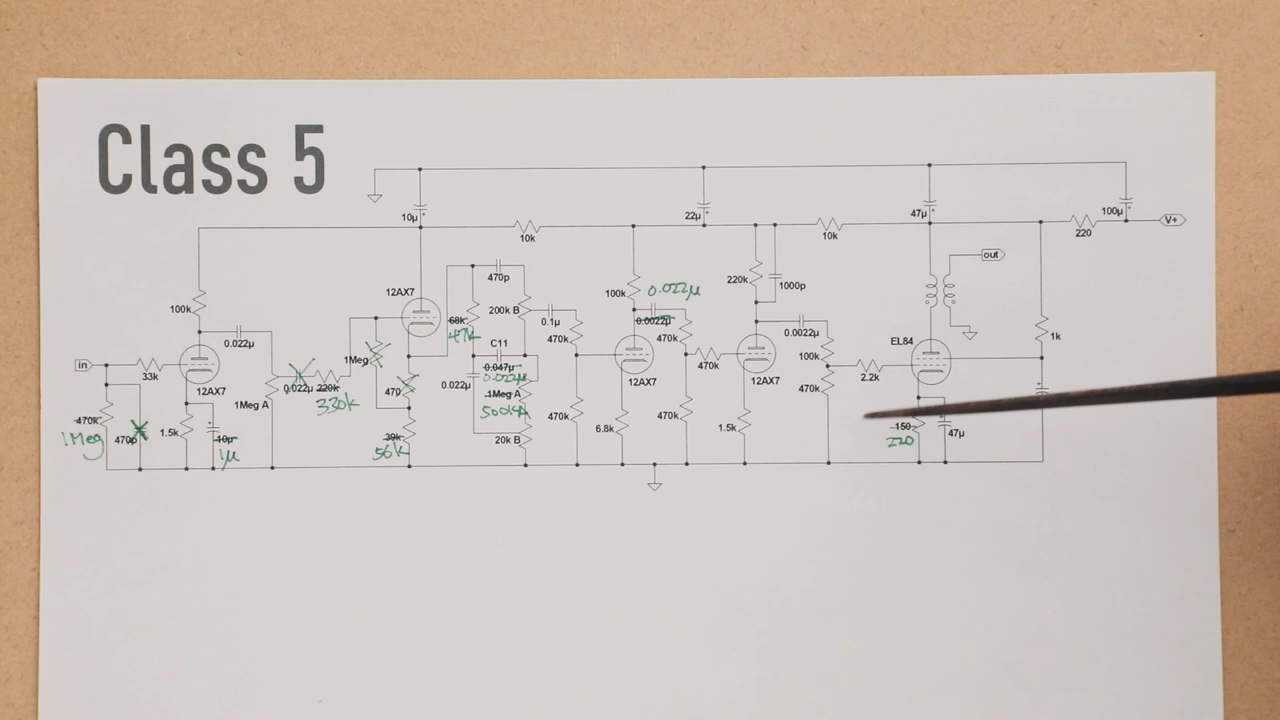 Class 5
10µ
22µ
47µ
100µ
V+
220
10k
10k
out
100k
12AX7
470p
200k B
0.1µ
100k
0.022µ
0.0022µ
220k
1000p
0.0022µ
EL84
1k
in
33k
0.022µ
12AX7
1Meg A
0.022µ
220k
330k
1Meg
470
68k
47k
C11
0.047µ
0.022µ
1Meg A
500kA
0.022µ
20k B
39k
56k
470k
470k
12AX7
6.8k
470k
470k
470k
12AX7
1.5k
100k
470k
2.2k
150
220
47µ
470k
1Meg
470p
1.5k
10µ
1µ